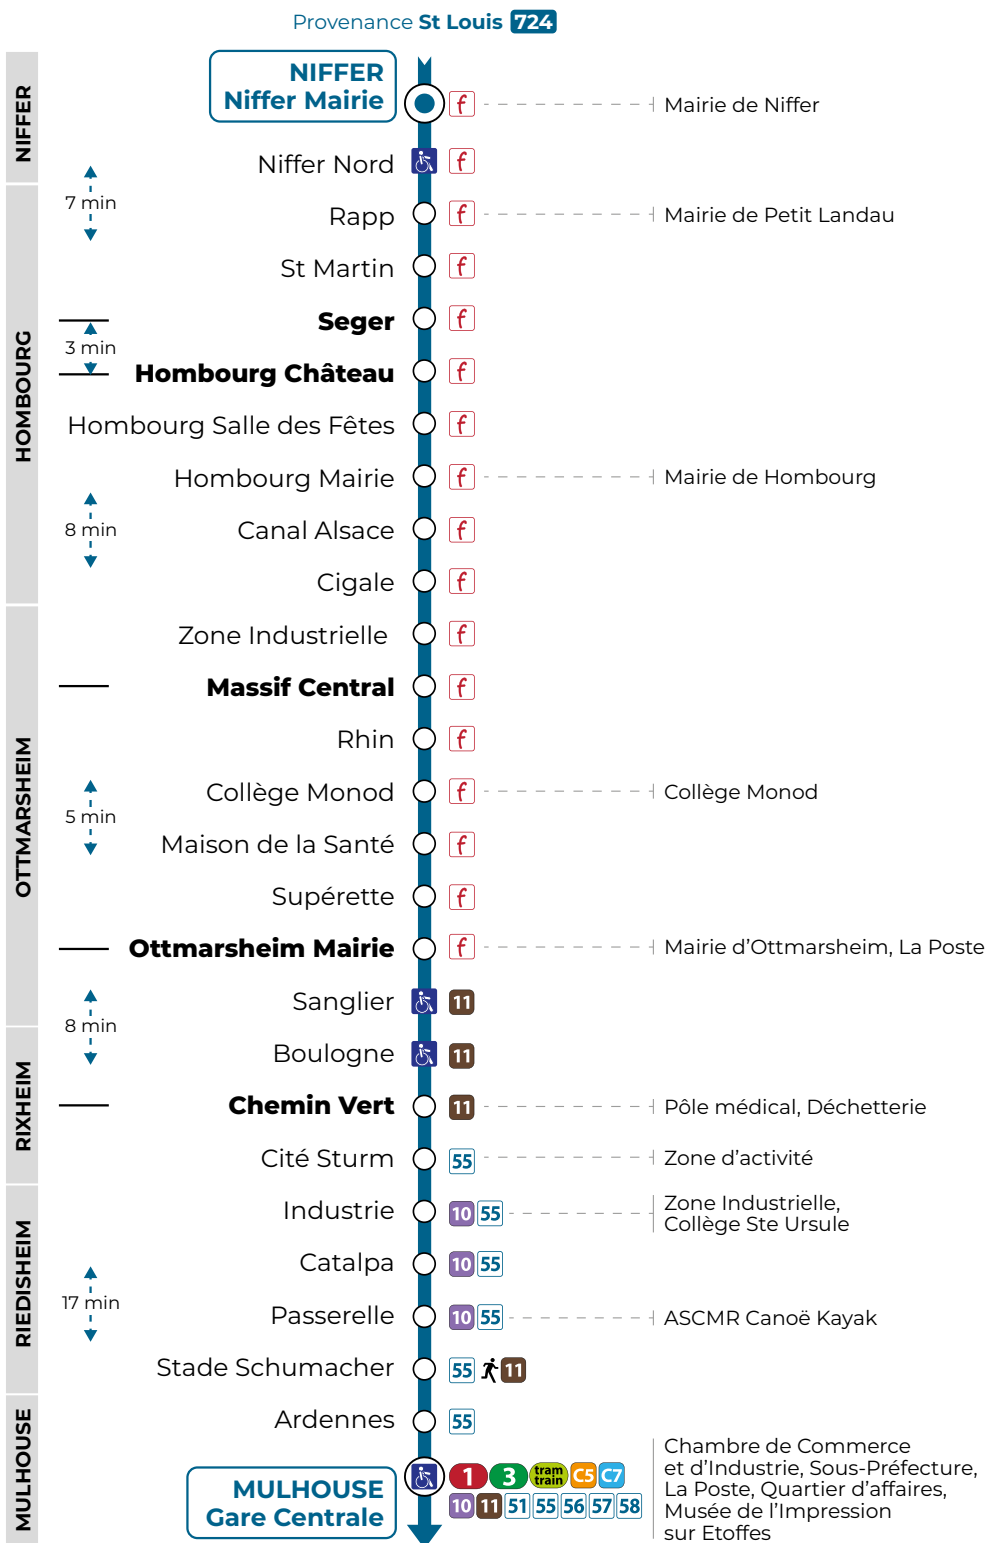 Provenance St Louis 724
NIFFER
NIFFER
Niffer Mairie
f
Mairie de Niffer
Niffer Nord
f
7 min
Rapp
f
Mairie de Petit Landau
St Martin
f
HOMBOURG
Seger
f
3 min
Hombourg Château
f
Hombourg Salle des Fêtes
f
Hombourg Mairie
f
Mairie de Hombourg
8 min
Canal Alsace
f
Cigale
f
OTTMARSHEIM
Zone Industrielle
f
Massif Central
f
Rhin
f
Collège Monod
f
Collège Monod
5 min
Maison de la Santé
f
Supérette
f
Ottmarsheim Mairie
f
Mairie d'Ottmarsheim, La Poste
Sanglier
11
8 min
RIXHEIM
Boulogne
11
Chemin Vert
11
Pôle médical, Déchetterie
Cité Sturm
55
Zone d'activité
RIEDISHEIM
Industrie
10 55
Zone Industrielle,
Collège Ste Ursule
Catalpa
10 55
17 min
Passerelle
10 55
ASCMR Canoë Kayak
Stade Schumacher
55 11
MULHOUSE
Ardennes
55
MULHOUSE
Gare Centrale
1 3 tram train C5 C7
10 11 51 55 56 57 58
Chambre de Commerce
et d'Industrie, Sous-Préfecture,
La Poste, Quartier d'affaires,
Musée de l'Impression
sur Etoffes